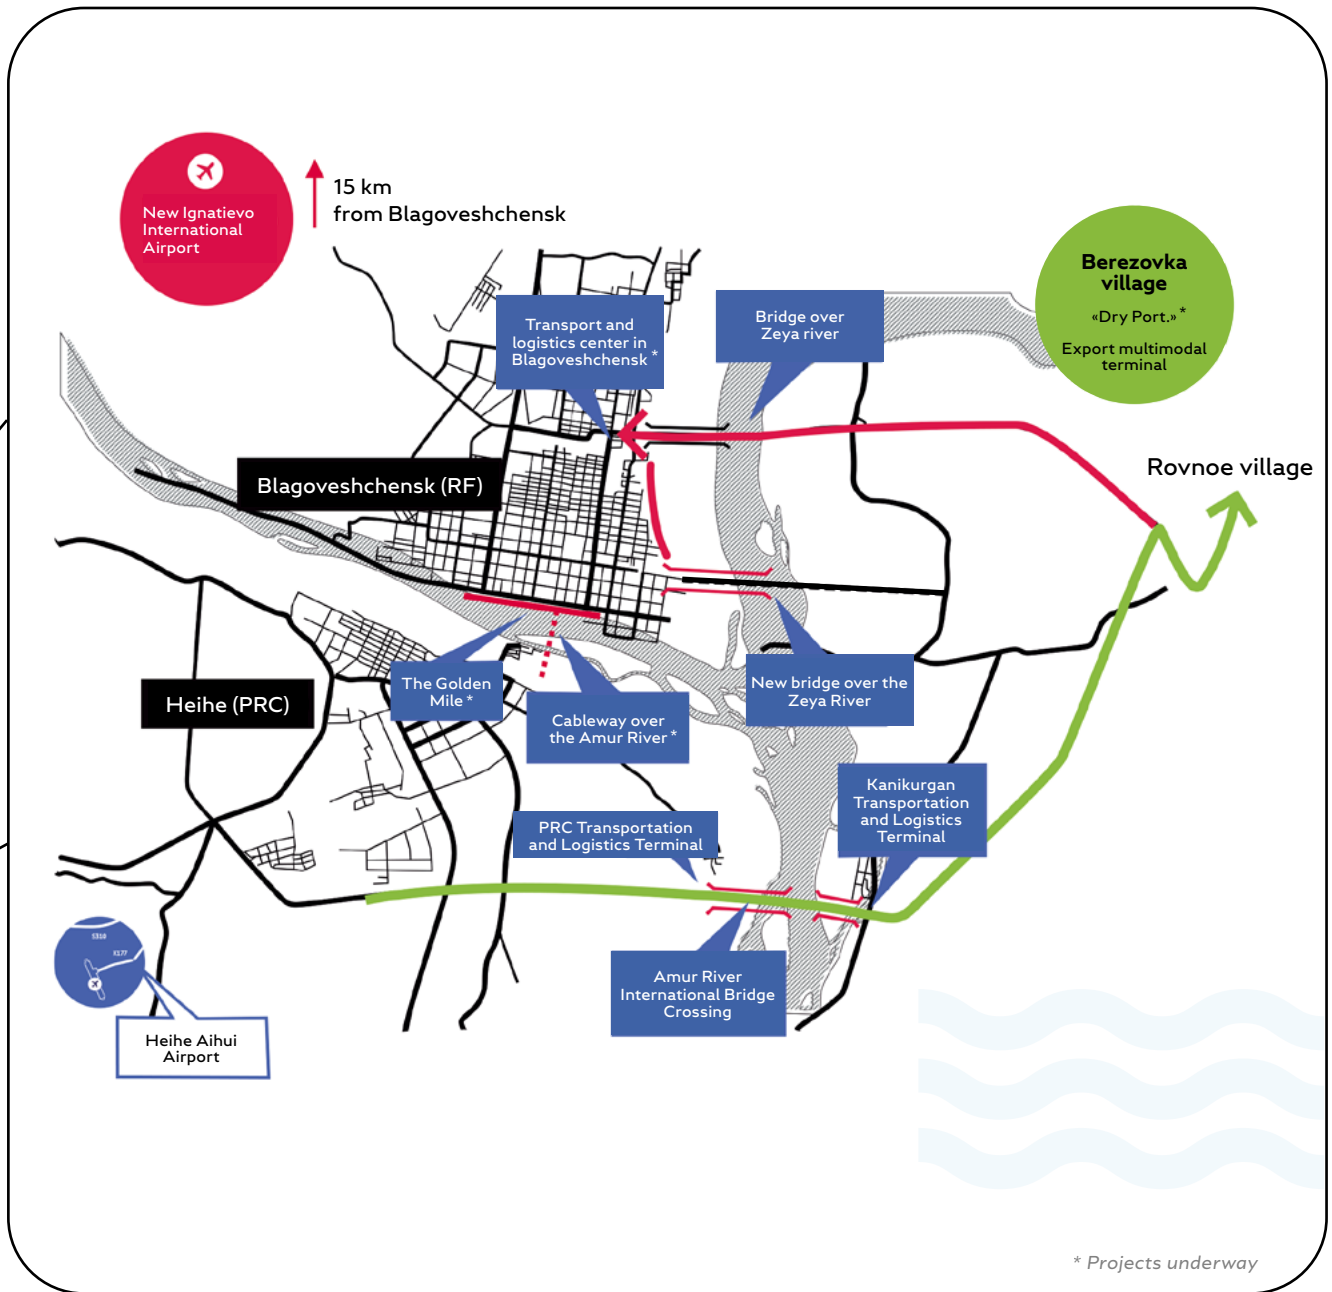 New Ignatievo
International
Airport
15 km
from Blagoveshchensk
Berezovka
village
«Dry Port.»*
Export multimodal
terminal
Transport and
logistics center in
Blagoveshchensk *
Bridge over
Zeya river
Rovnoe village
Blagoveshchensk (RF)
The Golden
Mile *
Heihe (PRC)
New bridge over the
Zeya River
Cableway over
the Amur River *
Kanikurgan
Transportation
and Logistics
Terminal
PRC Transportation
and Logistics Terminal
S310
X177
Amur River
International Bridge
Crossing
Heihe Aihui
Airport
* Projects underway